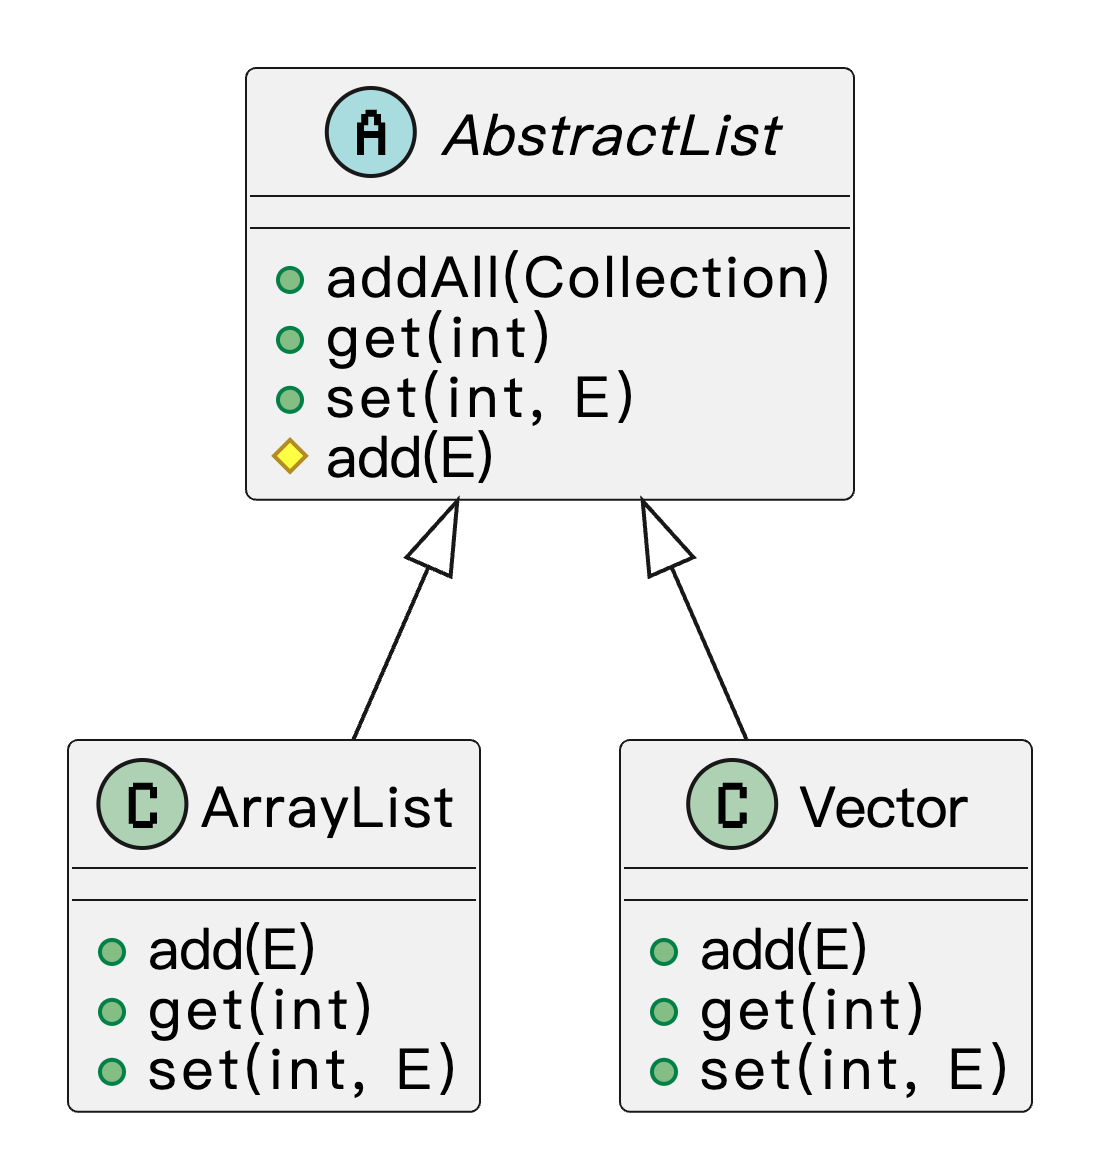 A AbstractList
addAll(Collection)
get(int)
set(int, E)
add(E)
C ArrayList
add(E)
get(int)
set(int, E)
C Vector
add(E)
get(int)
set(int, E)